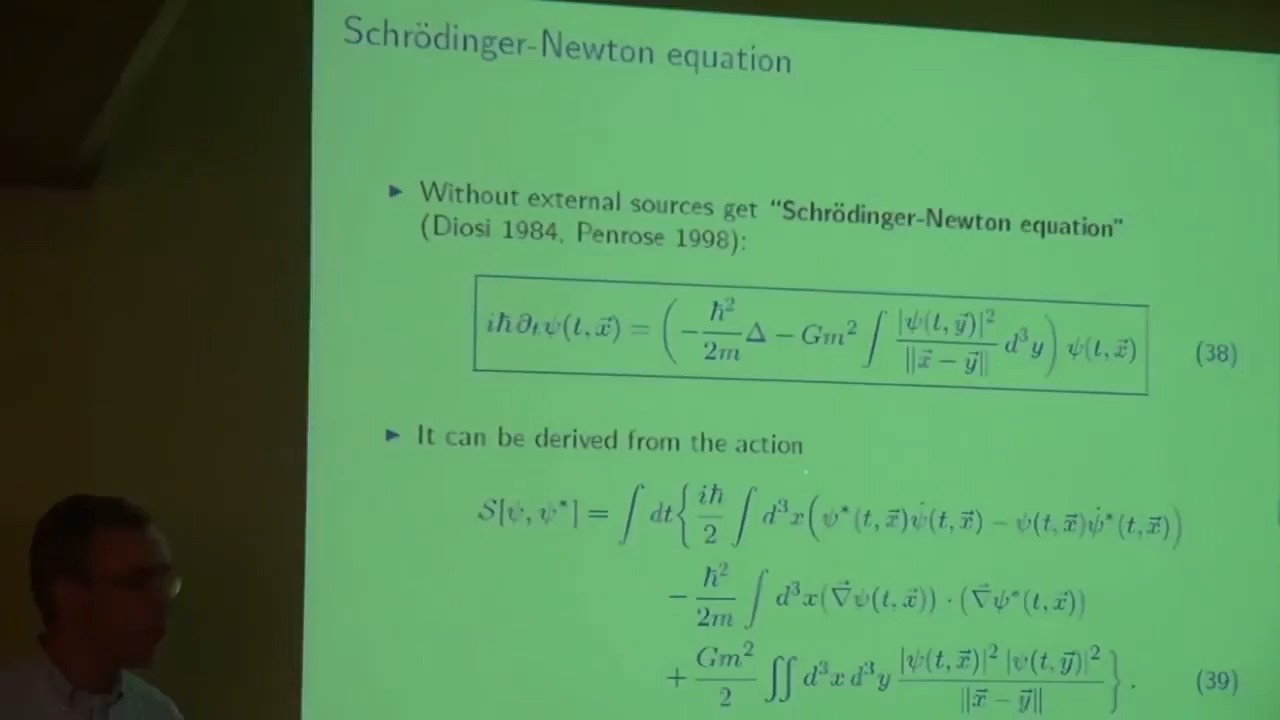 Schrödinger-Newton equation
▶ Without external sources get “Schrödinger-Newton equation”
(Diosi 1984, Penrose 1998):
iħ∂ₜψ(t,x⃗) = ( −ħ²/2m Δ − Gm² ∫ |ψ(t,y⃗)|²/‖x⃗ − y⃗‖ d³y ) ψ(t,x⃗) (38)
▶ It can be derived from the action
S[ψ, ψ*] = ∫ dt{ iħ/2 ∫ d³x(ψ*(t,x⃗)ψ̇(t,x⃗) − ψ(t,x⃗)ψ̇*(t,x⃗))
− ħ²/2m ∫ d³x(∇⃗ψ(t,x⃗)) · (∇⃗ψ*(t,x⃗))
+ Gm²/2 ∬ d³x d³y |ψ(t,x⃗)|² |ψ(t,y⃗)|²/‖x⃗ − y⃗‖ }. (39)